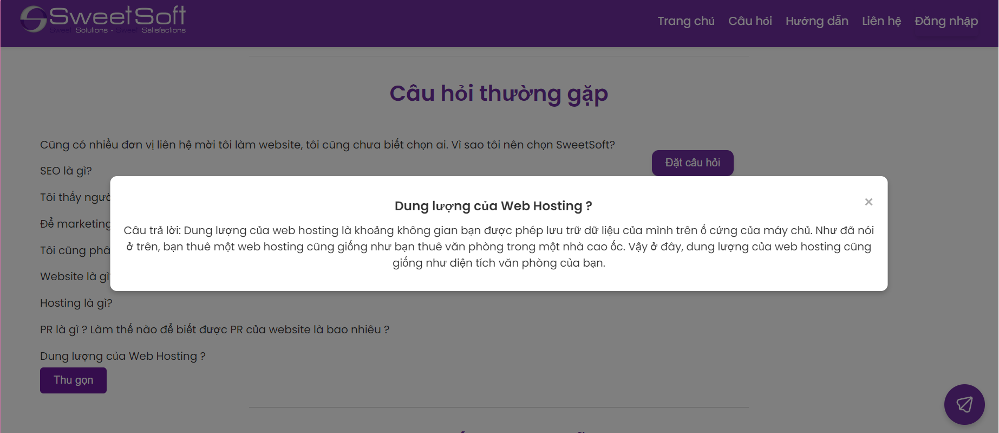 SweetSoft
Sweet Solutions - Sweet Satisfactions
Trang chủ Câu hỏi Hướng dẫn Liên hệ Đăng nhập
Câu hỏi thường gặp
Cũng có nhiều đơn vị liên hệ mời tôi làm website, tôi cũng chưa biết chọn ai. Vì sao tôi nên chọn SweetSoft?
Đặt câu hỏi
SEO là gì?
Tôi thấy
Để marketing
Tôi cũng
Website là gì
Dung lượng của Web Hosting ?
×
Câu trả lời: Dung lượng của web hosting là khoảng không gian bạn được phép lưu trữ dữ liệu của mình trên ổ cứng của máy chủ. Như đã nói
ở trên, bạn thuê một web hosting cũng giống như bạn thuê văn phòng trong một nhà cao ốc. Vậy ở đây, dung lượng của web hosting cũng
giống như diện tích văn phòng của bạn.
Hosting là gì?
PR là gì ? Làm thế nào để biết được PR của website là bao nhiêu ?
Dung lượng của Web Hosting ?
Thu gọn